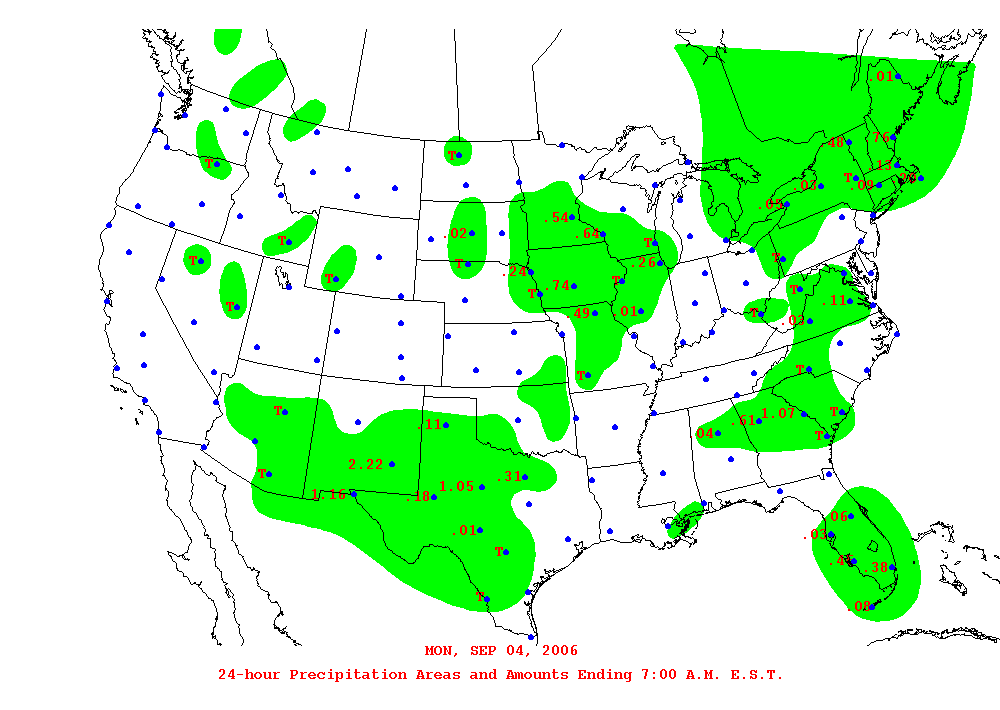 .01
.76
.48
.13
T
.03
.09
.05
T
.02
.54
.64
T
.26
T
T
T
.24
T
T
T
.74
T
T
.11
.49
.01
T
.03
T
T
T
.61
1.07
T
.11
.04
T
2.22
T
.31
1.05
1.16
.18
.01
.06
.03
T
.38
T
.08
MON, SEP 04, 2006
24-hour Precipitation Areas and Amounts Ending 7:00 A.M. E.S.T.